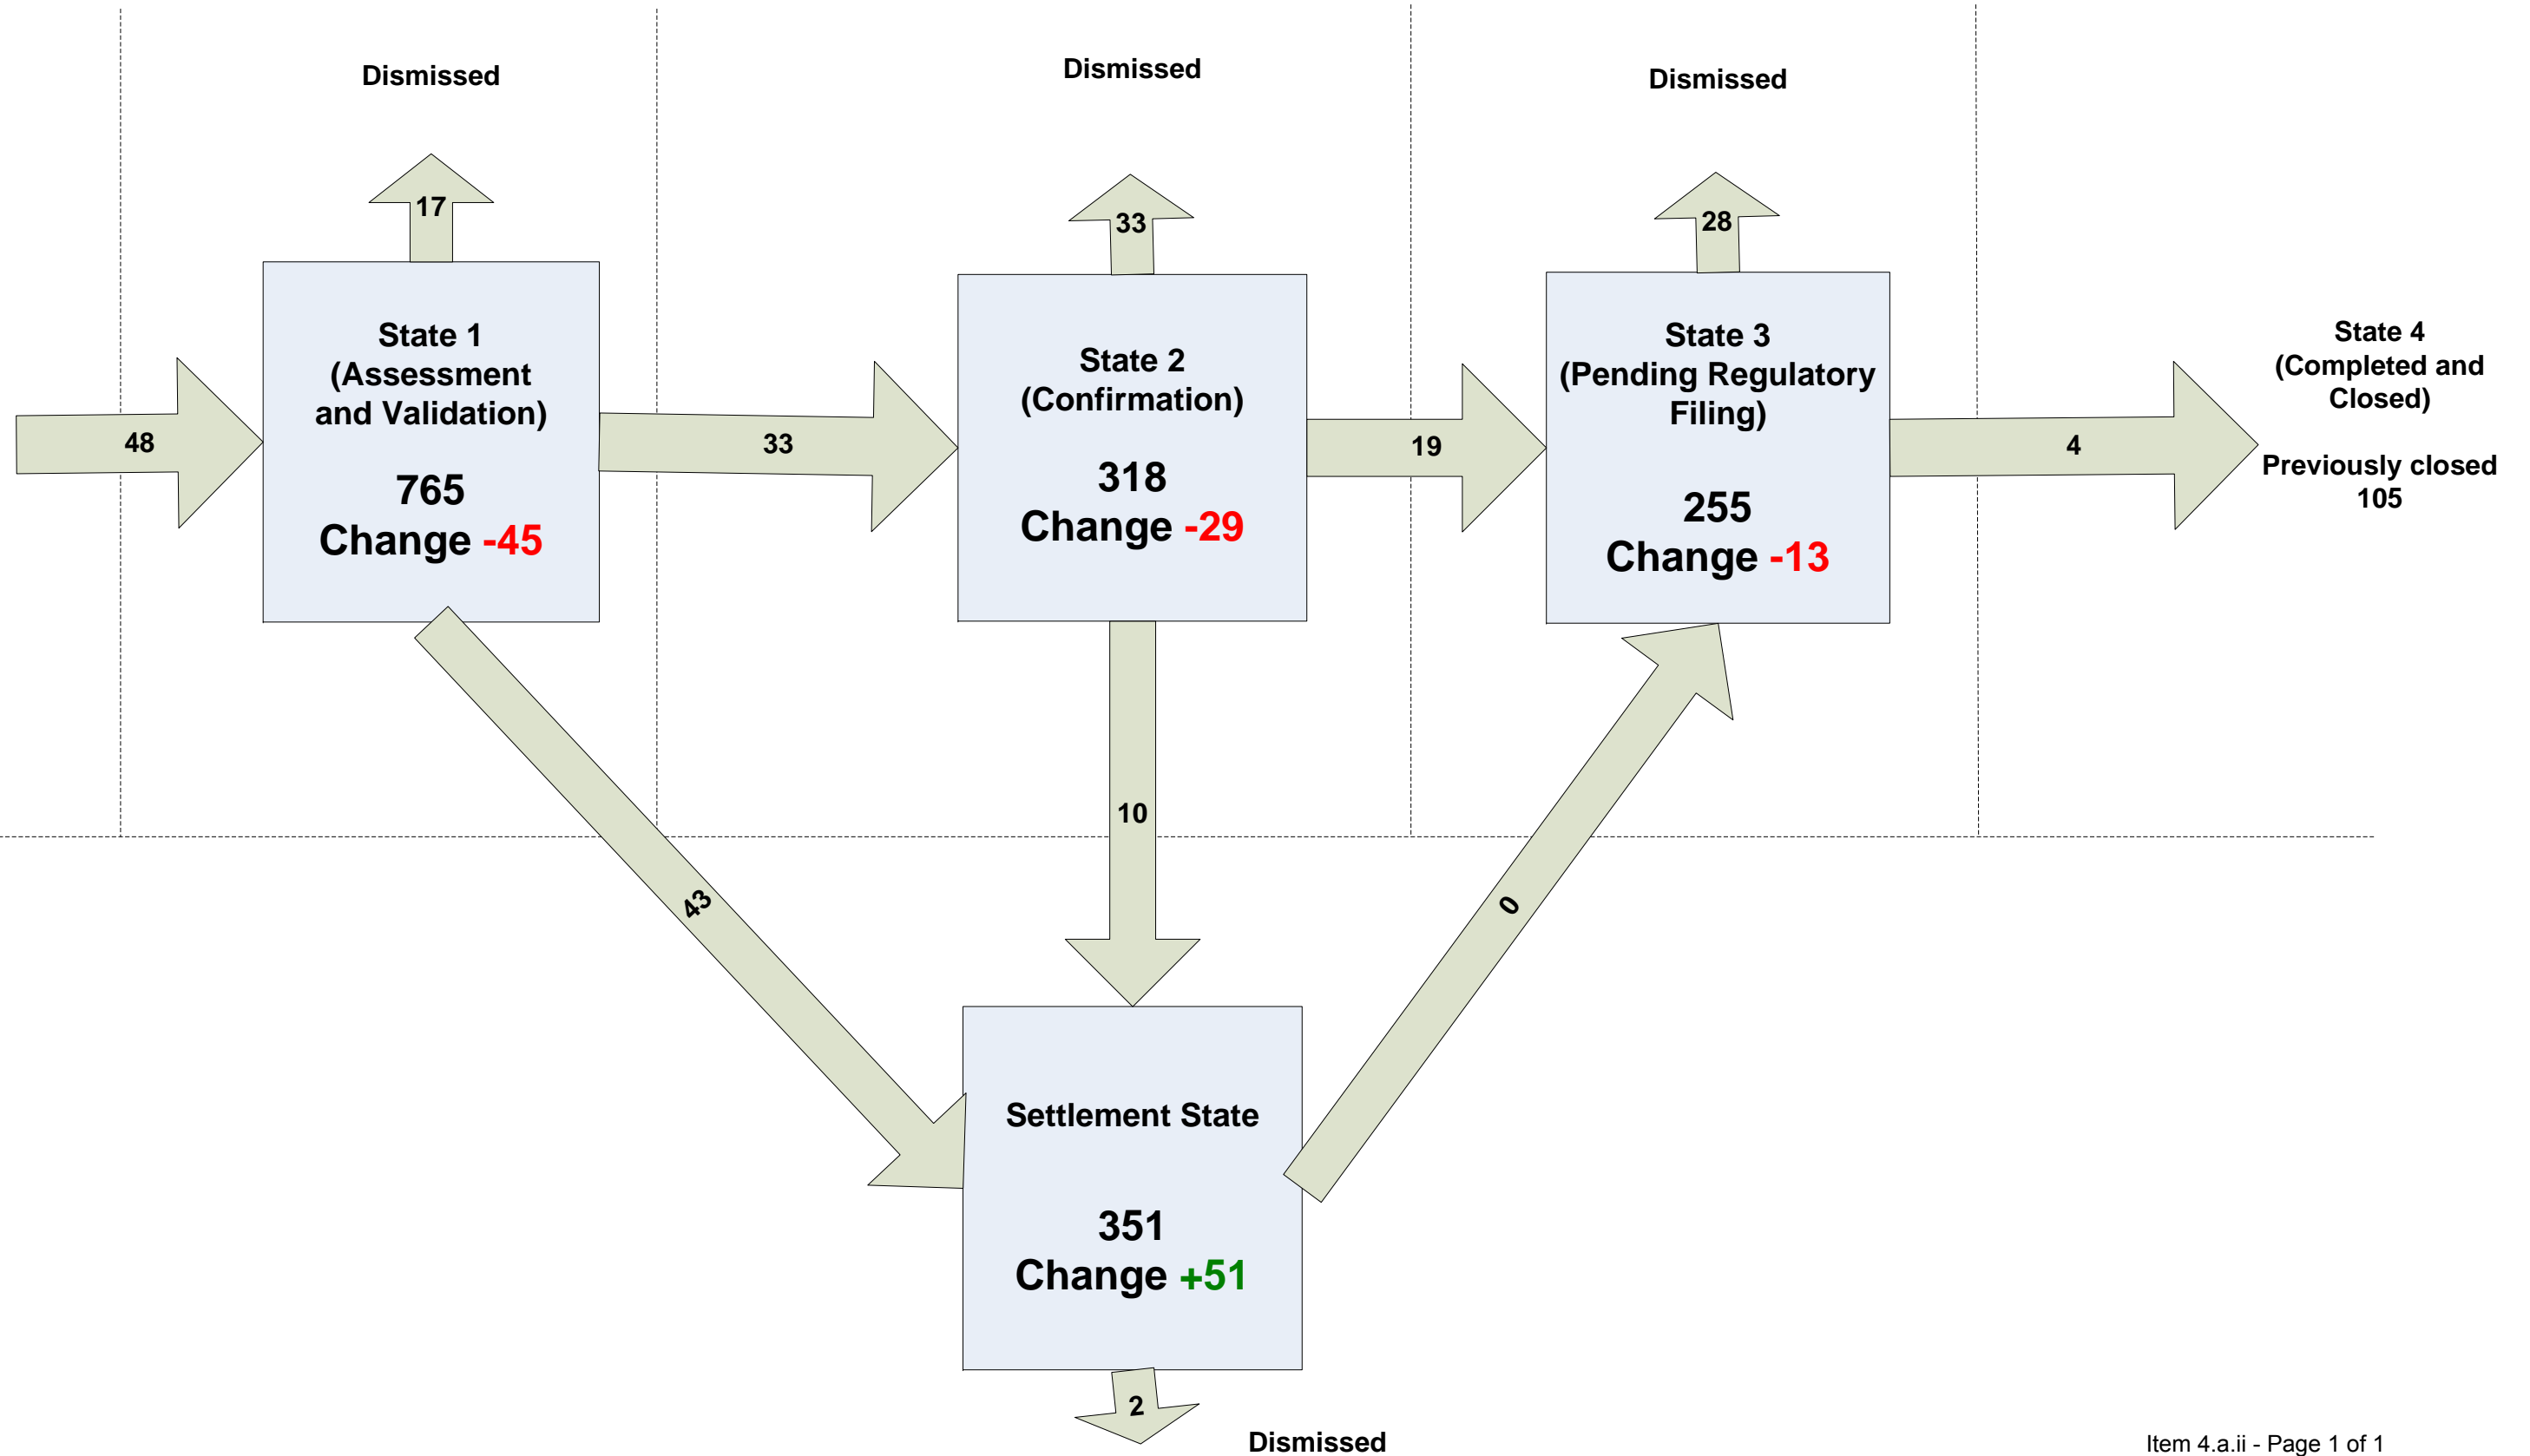 Dismissed
Dismissed
Dismissed
17
33
28
State 1
(Assessment
and Validation)
765
Change -45
State 2
(Confirmation)
318
Change -29
State 3
(Pending Regulatory
Filing)
255
Change -13
State 4
(Completed and
Closed)
Previously closed
105
48
33
19
4
10
43
0
Settlement State
351
Change +51
2
Dismissed
Item 4.a.ii - Page 1 of 1